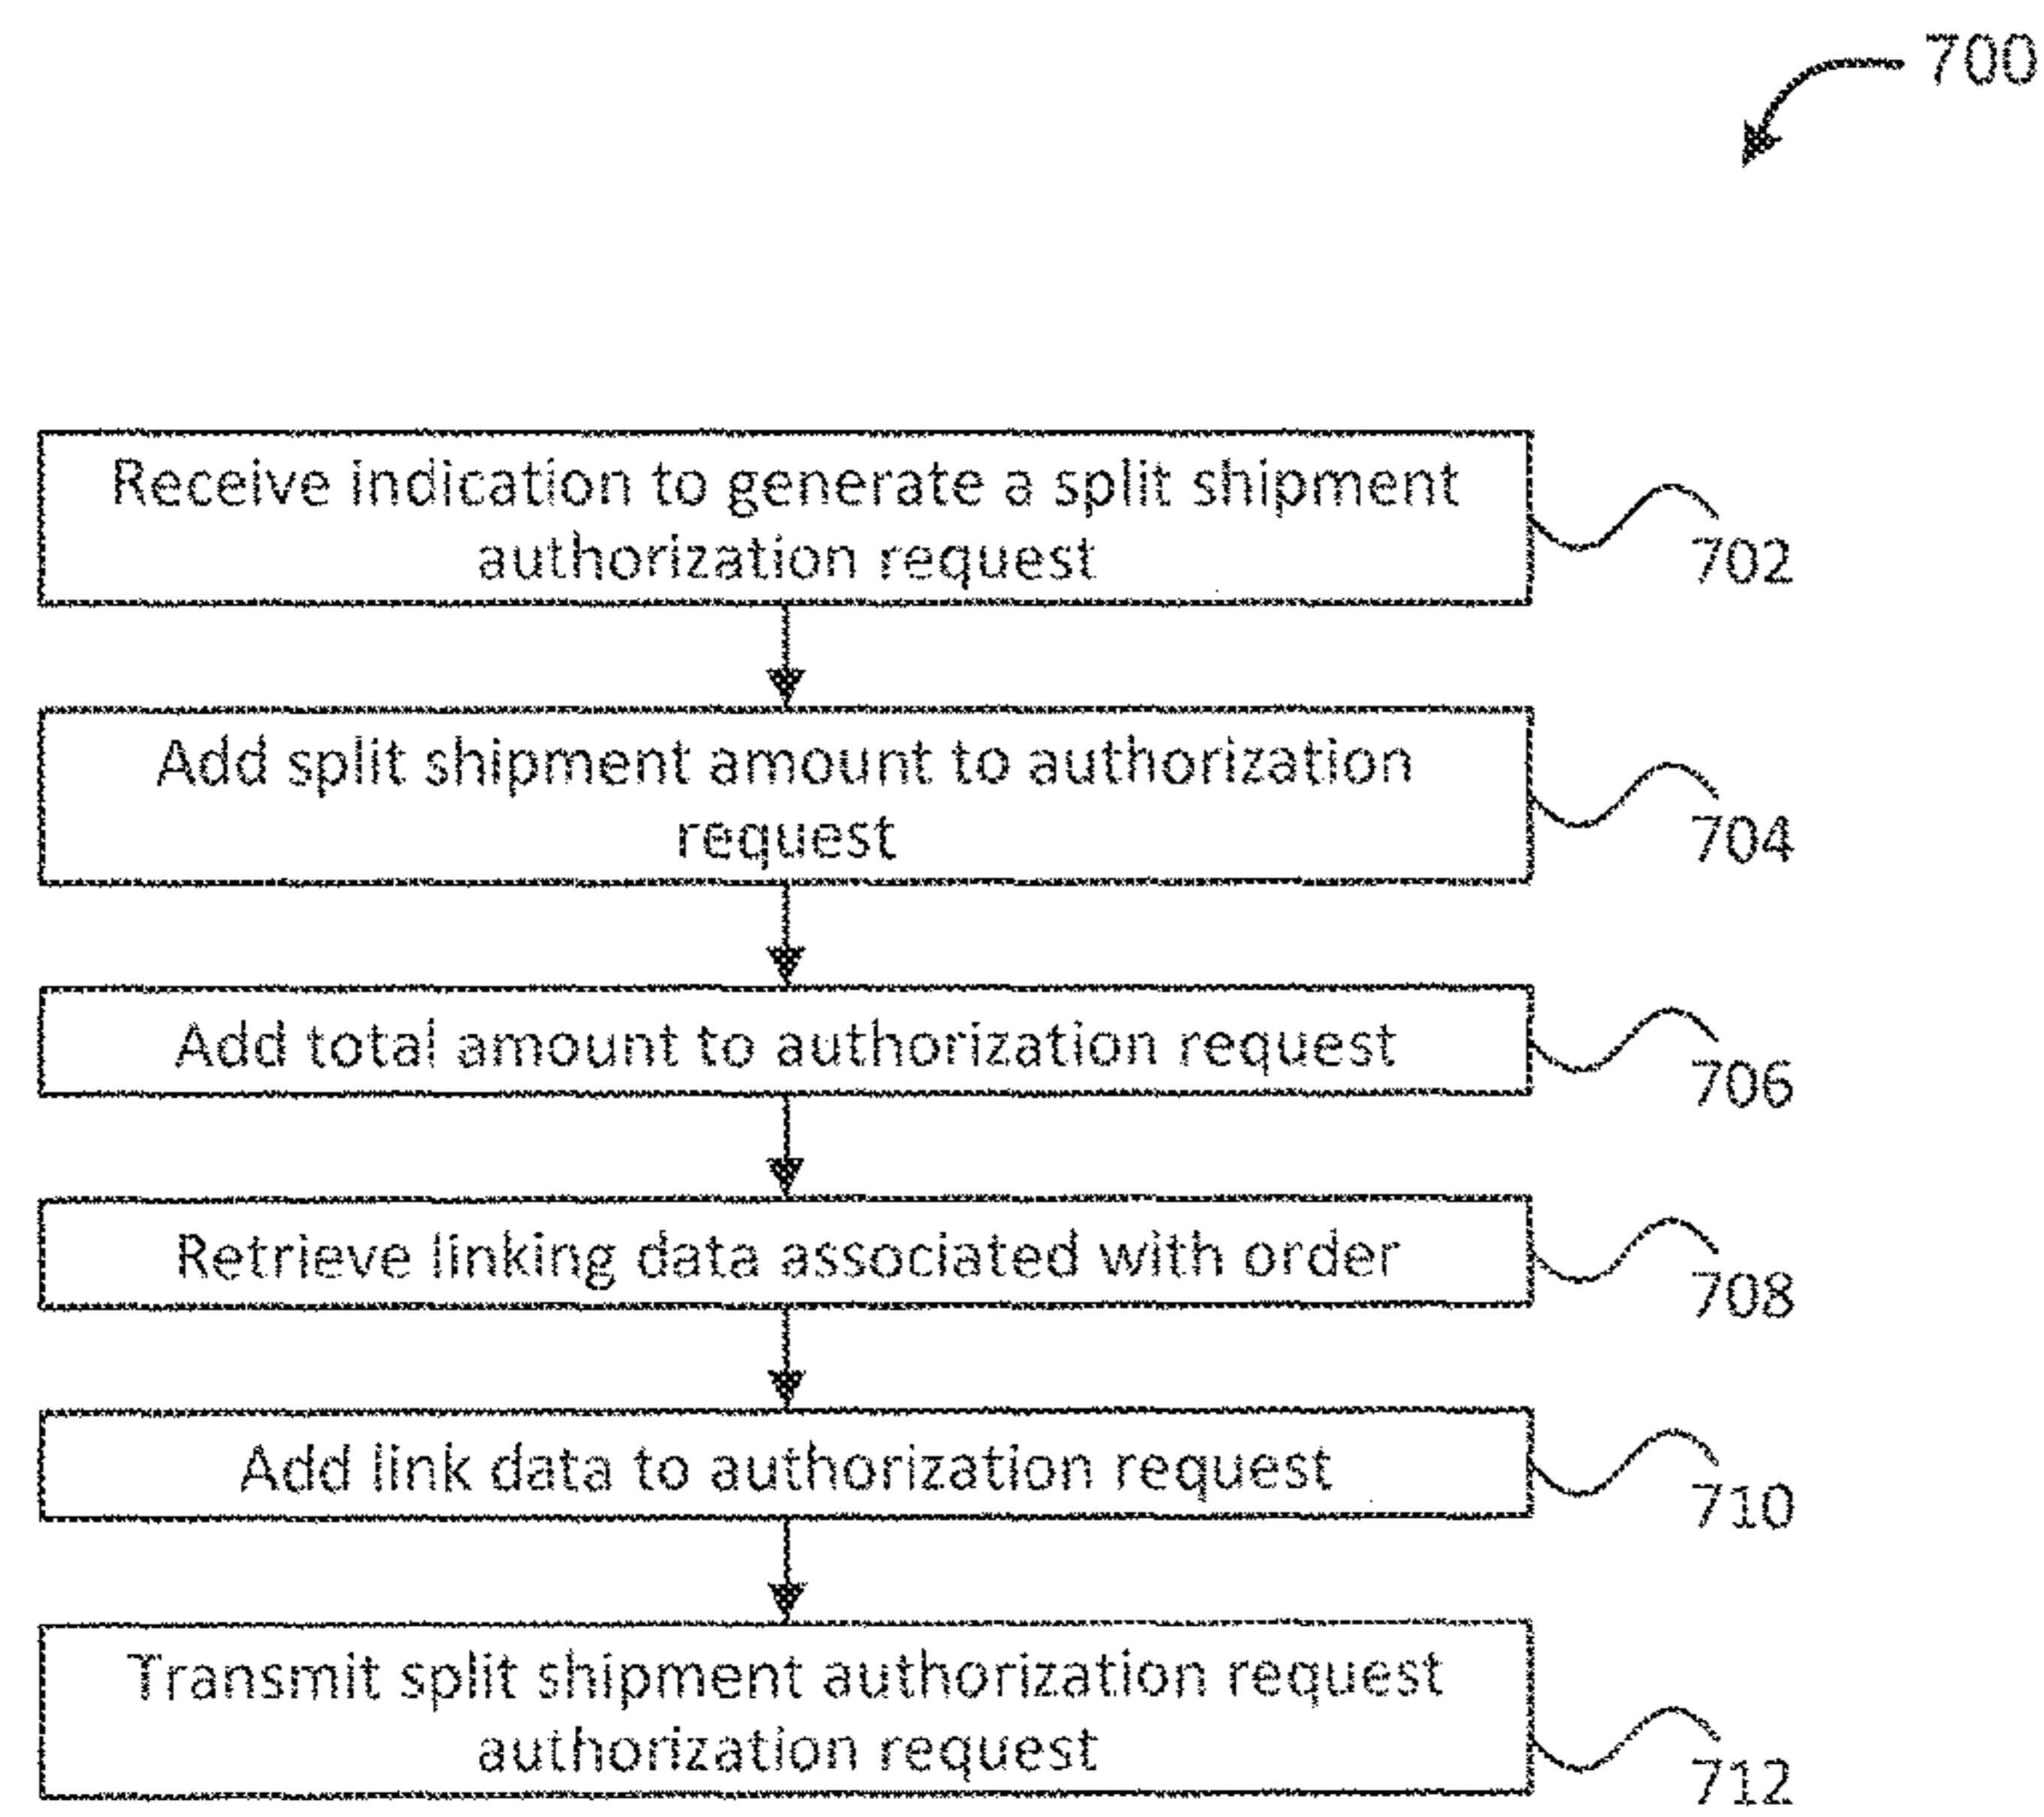 700
Receive indication to generate a split shipment
authorization request
702
Add split shipment amount to authorization
request
704
Add total amount to authorization request
706
Retrieve linking data associated with order
708
Add link data to authorization request
710
Transmit split shipment authorization request
authorization request
712